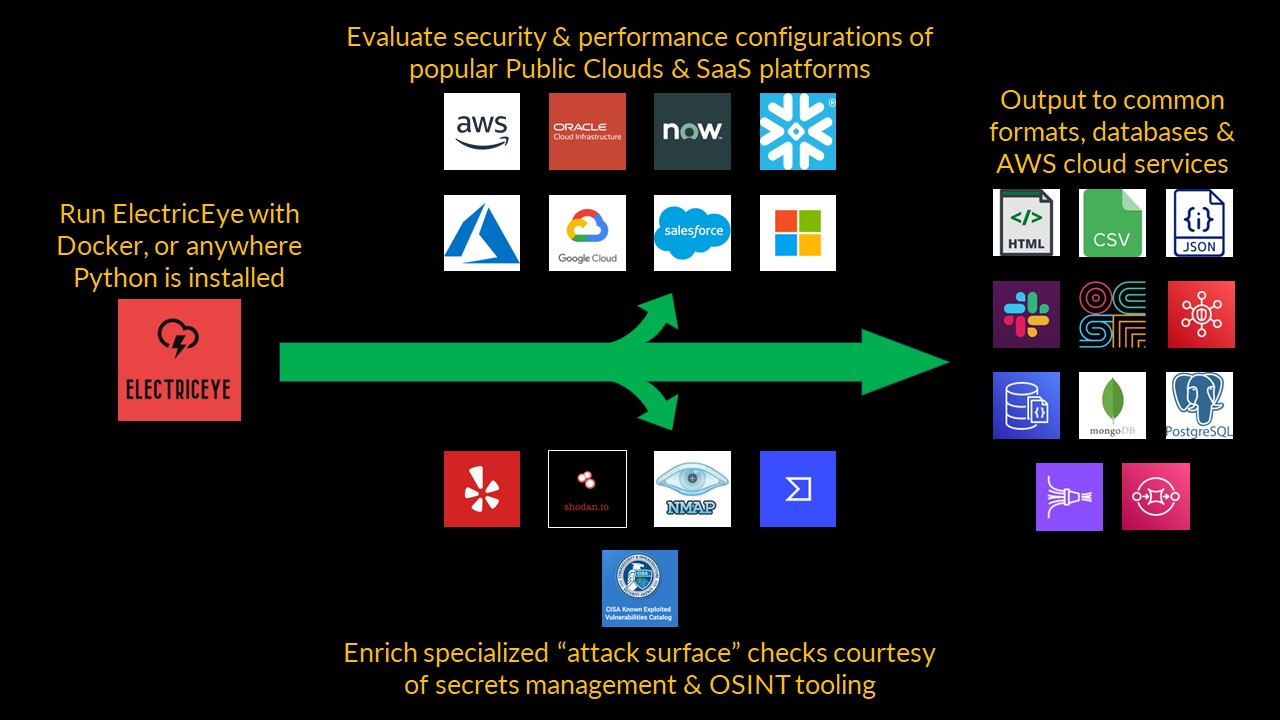 Evaluate security & performance configurations of
popular Public Clouds & SaaS platforms
aws
ORACLE
Cloud Infrastructure
now
®
Google Cloud
salesforce
Run ElectricEye with
Docker, or anywhere
Python is installed
ELECTRICEYE
Output to common
formats, databases &
AWS cloud services
</>
HTML
CSV
{i}
JSON
OCSF
{}
mongoDB
PostgreSQL
shodan.io
NMAP
CISA
CISA Known Exploited
Vulnerabilities Catalog
Enrich specialized “attack surface” checks courtesy
of secrets management & OSINT tooling